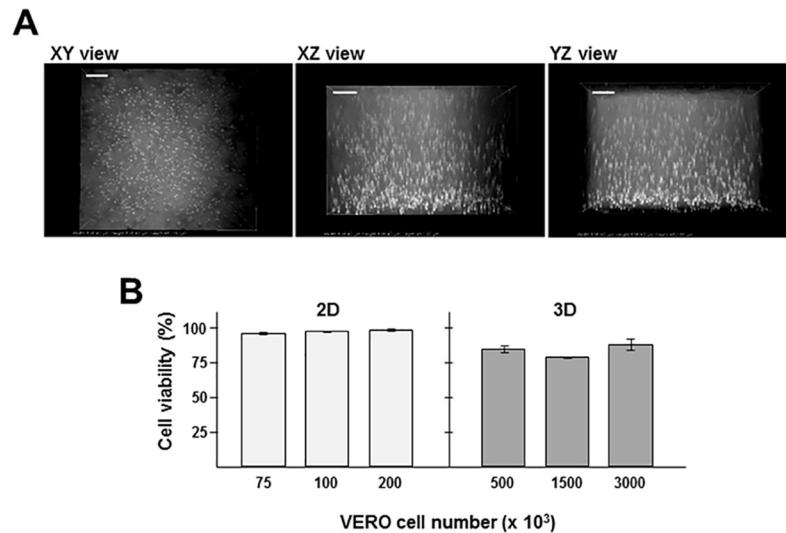 A
XY view
XZ view
YZ view
B
2D
3D
Cell viability (%)
100
75
50
25
75
100
200
500
1500
3000
VERO cell number (x 10³)